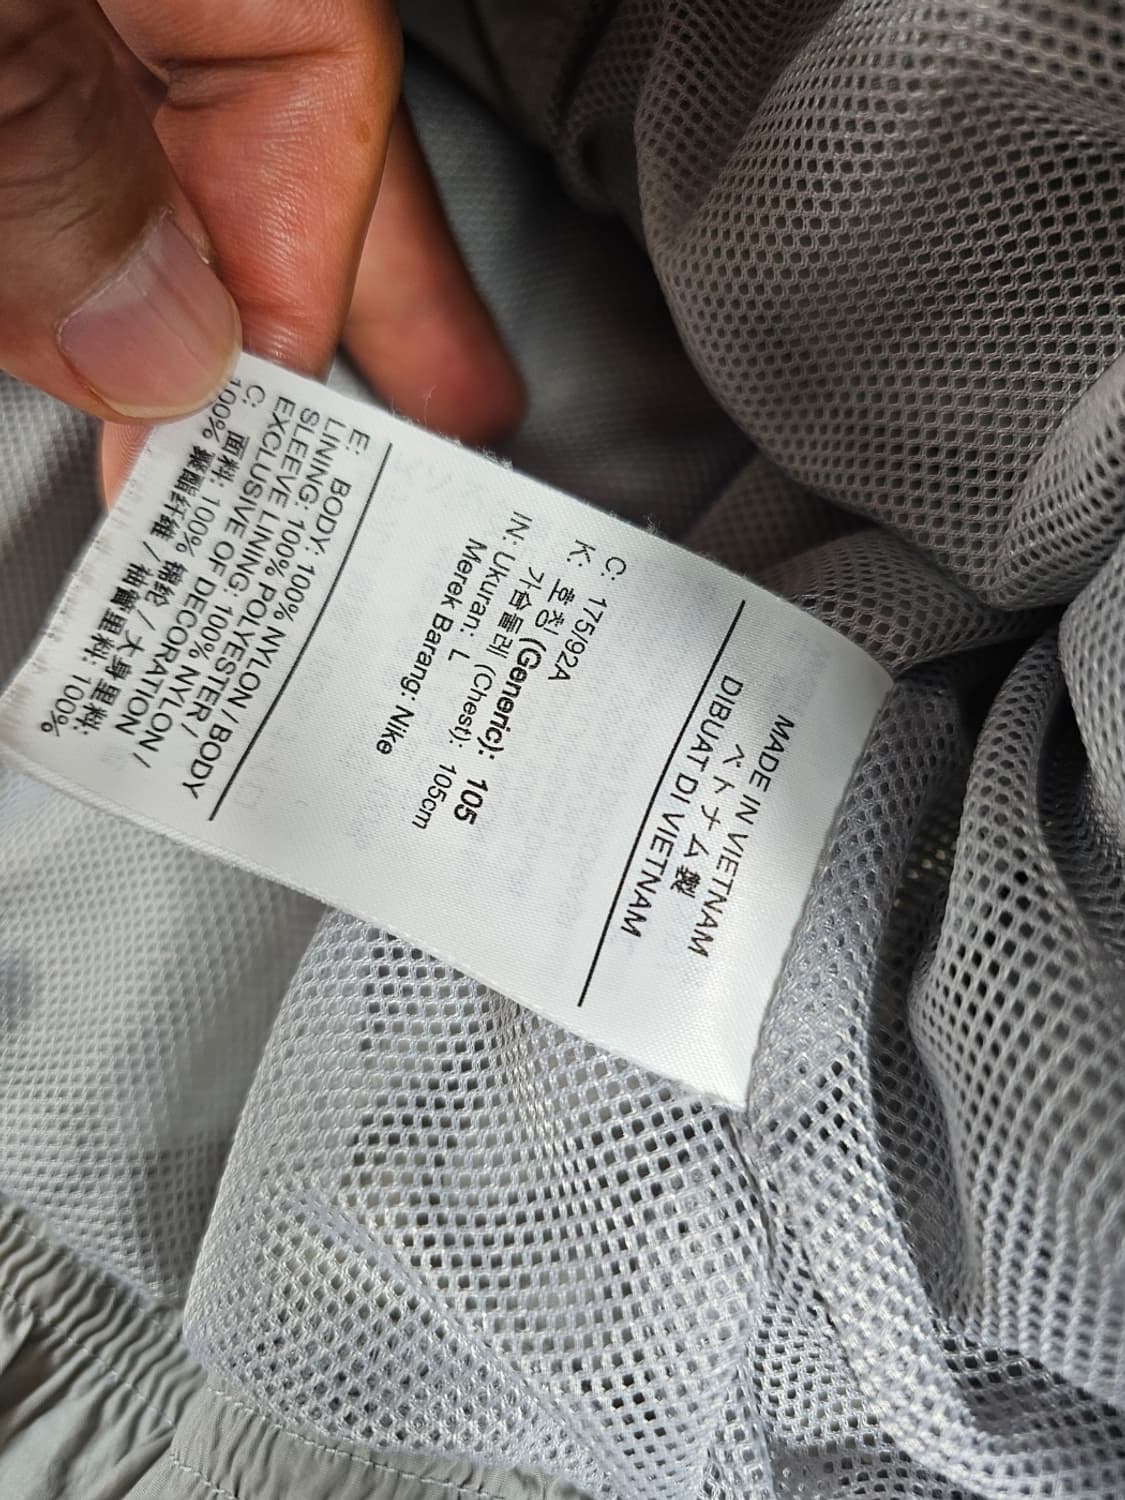 MADE IN VIETNAM
ベトナム製
DIBUAT DI VIETNAM
C: 175/92A
K: 호칭 (Generic): 105
가슴둘레 (Chest): 105cm
IN: Ukuran: L
Merek Barang: Nike
E: BODY: 100% NYLON / BODY
LINING: 100% POLYESTER /
SLEEVE LINING: 100% NYLON /
EXCLUSIVE OF DECORATION
C: 面料: 100% 锦纶 / 大身里料:
100% 聚酯纤维 / 袖管里料: 100%